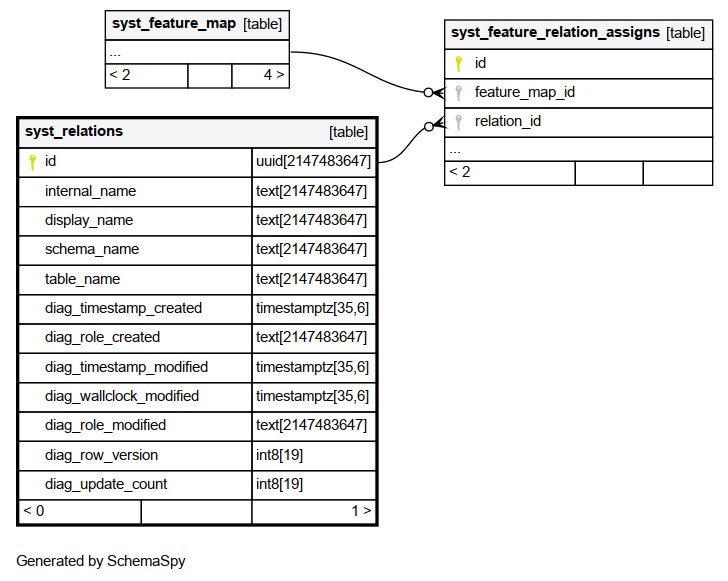 syst_feature_map [table]
...
< 2 4 >
syst_feature_relation_assigns [table]
id
feature_map_id
relation_id
...
< 2
syst_relations [table]
id uuid[2147483647]
internal_name text[2147483647]
display_name text[2147483647]
schema_name text[2147483647]
table_name text[2147483647]
diag_timestamp_created timestamptz[35,6]
diag_role_created text[2147483647]
diag_timestamp_modified timestamptz[35,6]
diag_wallclock_modified timestamptz[35,6]
diag_role_modified text[2147483647]
diag_row_version int8[19]
diag_update_count int8[19]
< 0 1 >
Generated by SchemaSpy